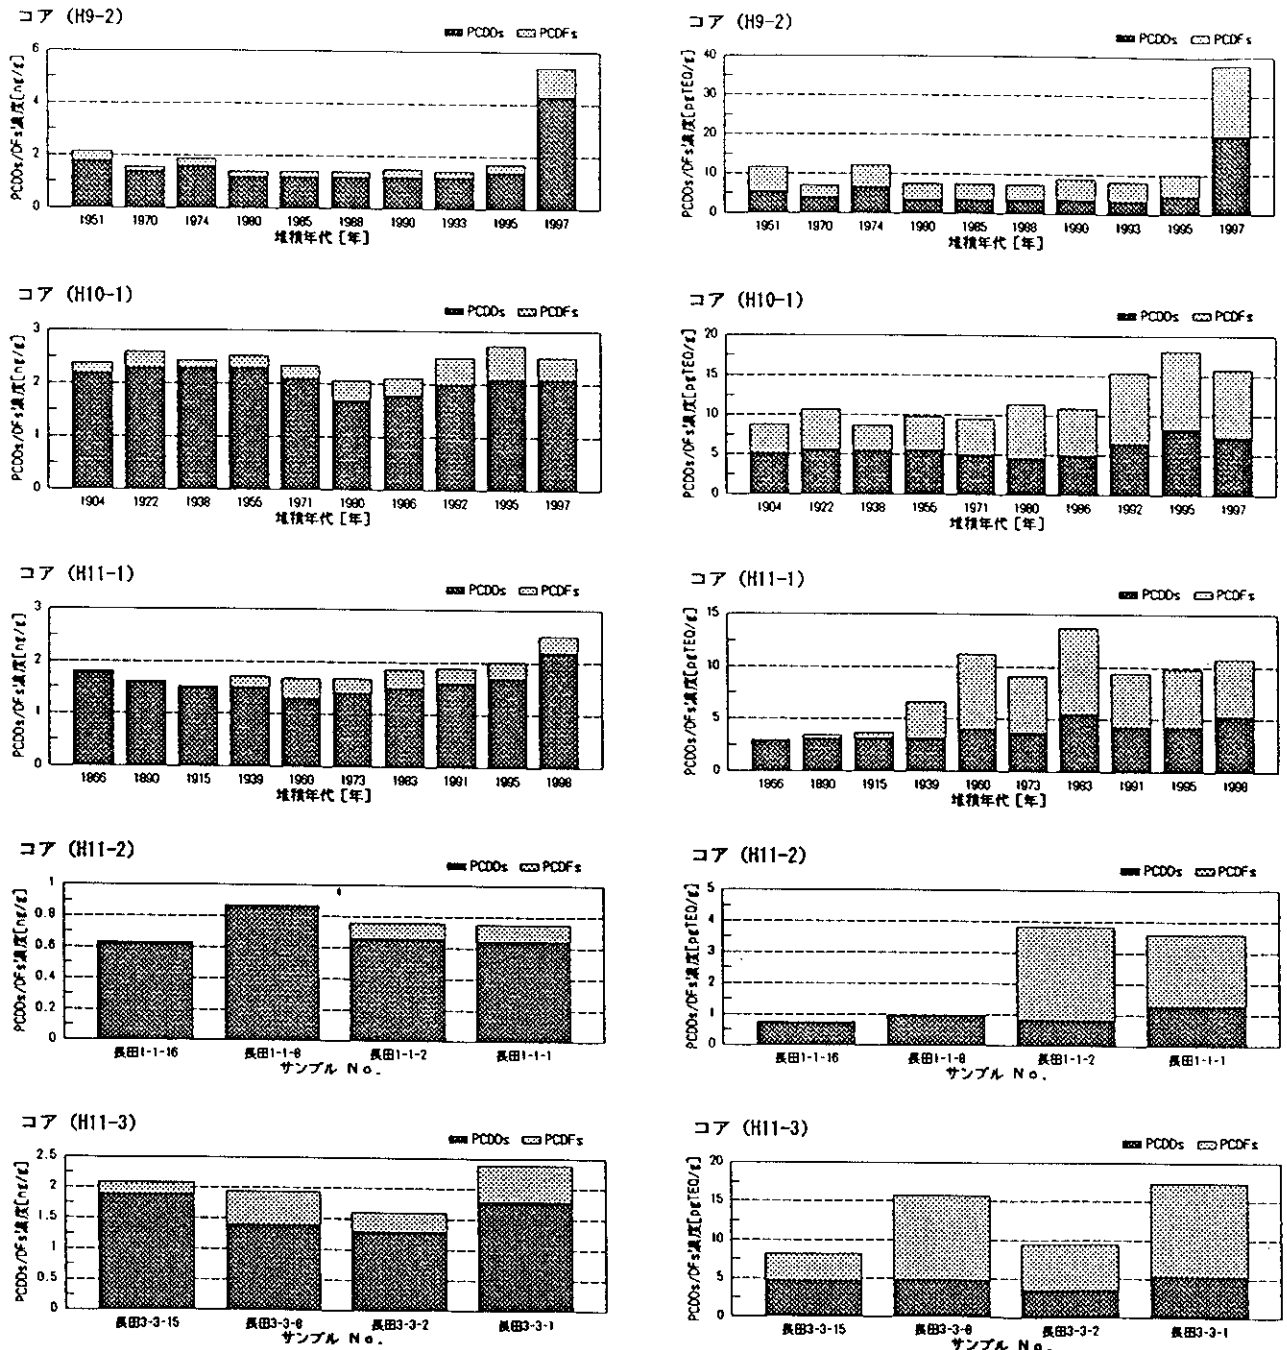 コア (H9-2)
PCDDs PCDFs
PCDDs/DFs濃度[ng/g]
6
4
2
0
1951 1970 1974 1980 1985 1988 1990 1993 1995 1997
堆積年代 [年]
コア (H9-2)
PCDDs PCDFs
PCDDs/DFs濃度[pgTEQ/g]
40
30
20
10
0
1951 1970 1974 1980 1985 1988 1990 1993 1995 1997
堆積年代 [年]
コア (H10-1)
PCDDs PCDFs
PCDDs/DFs濃度[ng/g]
3
2
1
0
1904 1922 1938 1955 1971 1980 1986 1992 1995 1997
堆積年代 [年]
コア (H10-1)
PCDDs PCDFs
PCDDs/DFs濃度[pgTEQ/g]
20
15
10
5
0
1904 1922 1938 1955 1971 1980 1986 1992 1995 1997
堆積年代 [年]
コア (H11-1)
PCDDs PCDFs
PCDDs/DFs濃度[ng/g]
3
2
1
0
1866 1890 1915 1939 1960 1973 1983 1991 1995 1998
堆積年代 [年]
コア (H11-1)
PCDDs PCDFs
PCDDs/DFs濃度[pgTEQ/g]
15
10
5
0
1866 1890 1915 1939 1960 1973 1983 1991 1995 1998
堆積年代 [年]
コア (H11-2)
PCDDs PCDFs
PCDDs/DFs濃度[ng/g]
1
0.8
0.6
0.4
0.2
0
長田1-1-16 長田1-1-8 長田1-1-2 長田1-1-1
サンプル No.
コア (H11-2)
PCDDs PCDFs
PCDDs/DFs濃度[pgTEQ/g]
5
4
3
2
1
0
長田1-1-16 長田1-1-8 長田1-1-2 長田1-1-1
サンプル No.
コア (H11-3)
PCDDs PCDFs
PCDDs/DFs濃度[ng/g]
2.5
2
1.5
1
0.5
0
長田3-3-15 長田3-3-8 長田3-3-2 長田3-3-1
サンプル No.
コア (H11-3)
PCDDs PCDFs
PCDDs/DFs濃度[pgTEQ/g]
20
15
10
5
0
長田3-3-15 長田3-3-8 長田3-3-2 長田3-3-1
サンプル No.